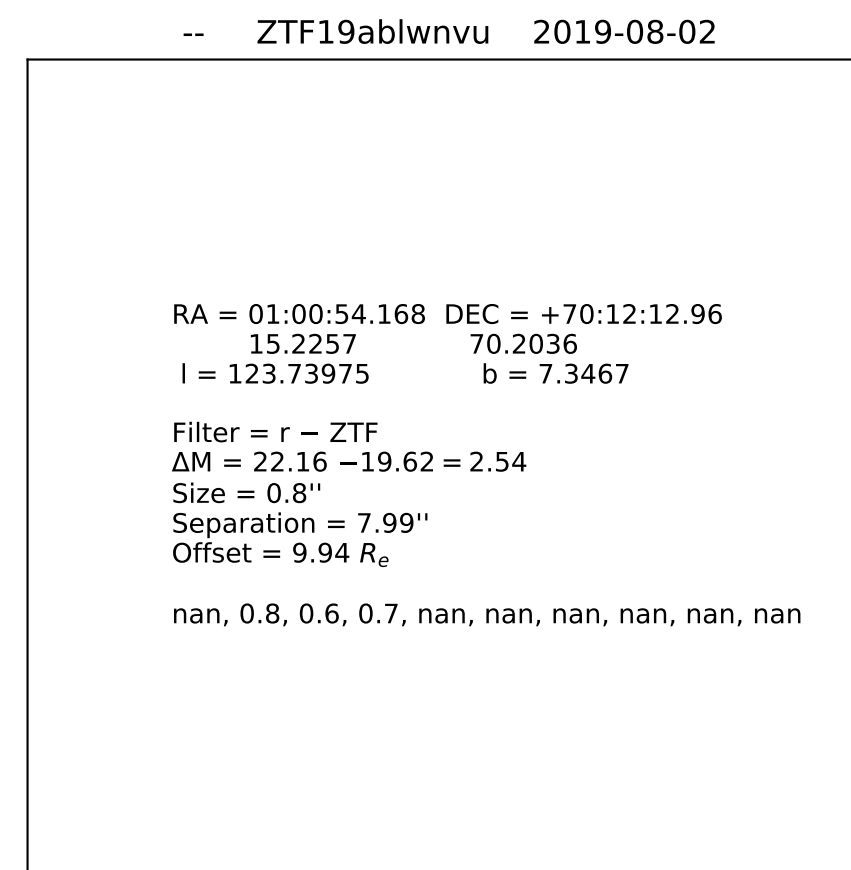 -- ZTF19ablwnvu 2019-08-02
RA = 01:00:54.168 DEC = +70:12:12.96
15.2257 70.2036
l = 123.73975 b = 7.3467
Filter = r − ZTF
ΔM = 22.16 −19.62 = 2.54
Size = 0.8''
Separation = 7.99''
Offset = 9.94 Re
nan, 0.8, 0.6, 0.7, nan, nan, nan, nan, nan, nan